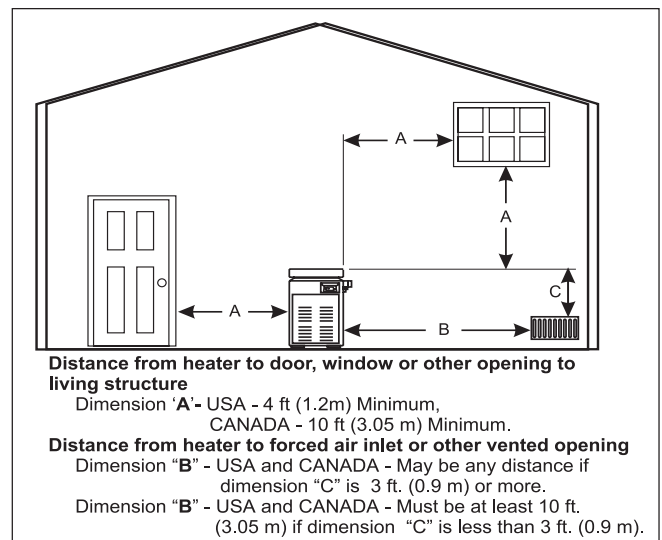 A
A
C
A
B
Distance from heater to door, window or other opening to
living structure
Dimension ‘A’- USA - 4 ft (1.2m) Minimum,
CANADA - 10 ft (3.05 m) Minimum.
Distance from heater to forced air inlet or other vented opening
Dimension “B” - USA and CANADA - May be any distance if
dimension “C” is 3 ft. (0.9 m) or more.
Dimension “B” - USA and CANADA - Must be at least 10 ft.
(3.05 m) if dimension “C” is less than 3 ft. (0.9 m).